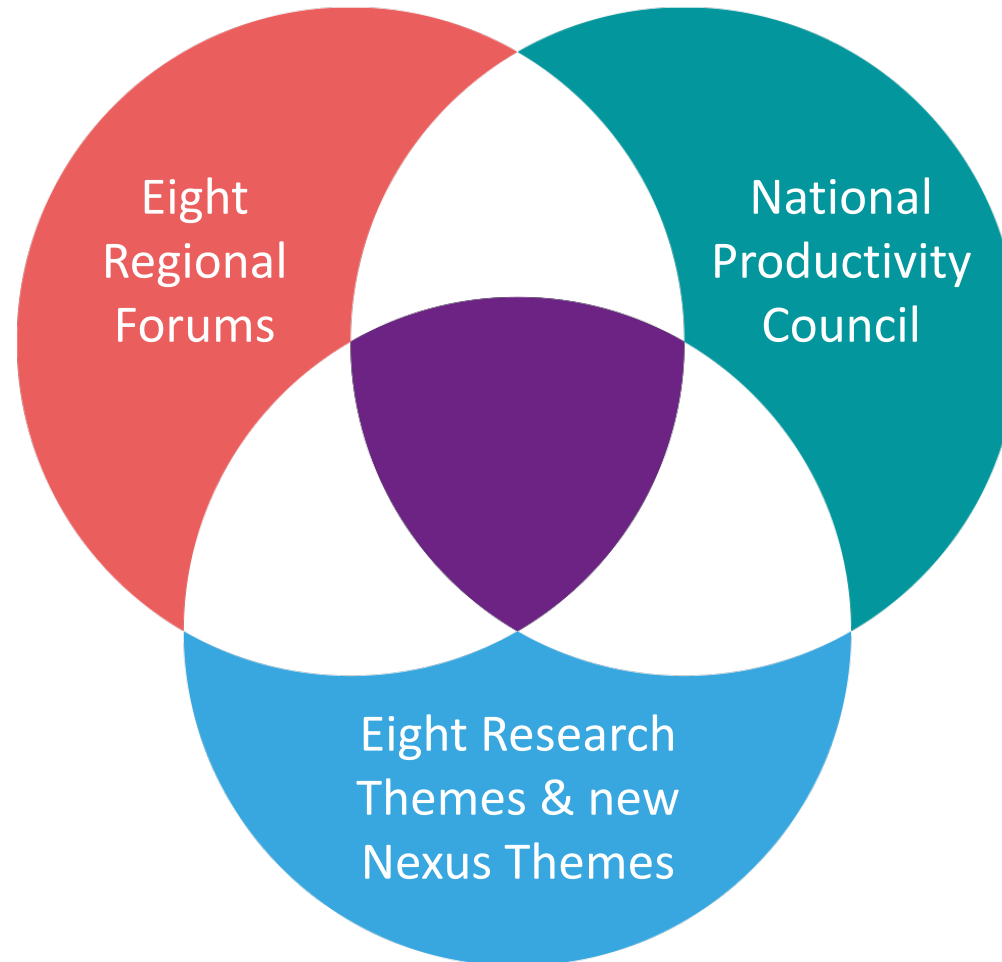 Eight
Regional
Forums
National
Productivity
Council
Eight Research
Themes & new
Nexus Themes